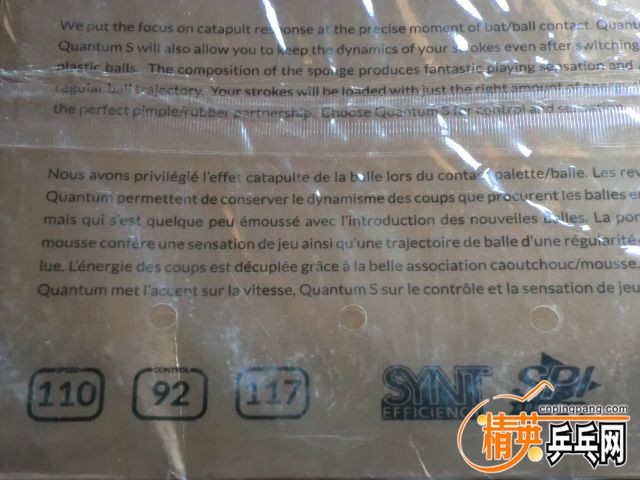 We put the focus on catapult response at the precise moment of bat/ball contact. Quantu
Quantum S will also allow you to keep the dynamics of your strokes even after switching
plastic balls. The composition of the sponge produces fantastic playing sensation and
regular ball trajectory. Your strokes will be loaded with just the right amount of
the perfect pimple/rubber partnership. Choose Quantum S for control and sensation
Nous avons privilégié l'effet catapulte de la balle lors du contact palette/balle. Les rev
Quantum permettent de conserver le dynamisme des coups que procurent les balles en
mais qui s'est quelque peu émoussé avec l'introduction des nouvelles balles. La por
mousse confère une sensation de jeu ainsi qu'une trajectoire de balle d'une régularité
lue. L'énergie des coups est décuplée grâce à la belle association caoutchouc/mousse.
Quantum met l'accent sur la vitesse, Quantum S sur le contrôle et la sensation de jeu
SPEED CONTROL
110 92 117
SYNT
EFFICIENCY
cnpingpang.com
精英乒乓网